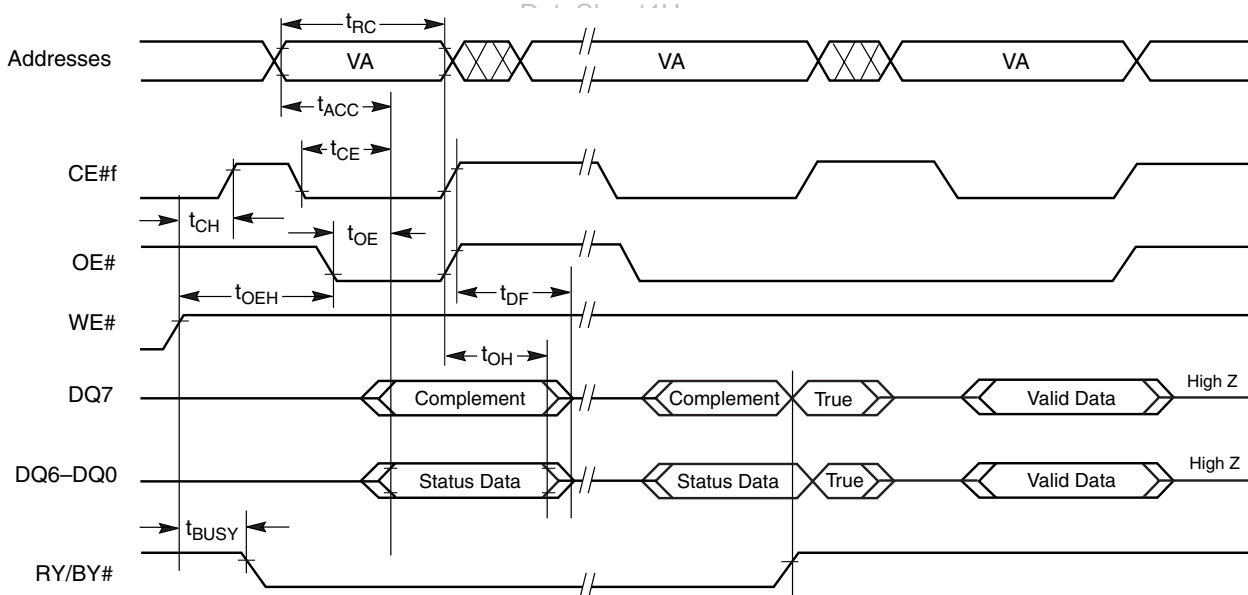 tRC
Addresses VA VA VA
tACC
tCE
CE#f
tCH tOE
OE#
tOEH tDF
WE#
tOH
DQ7 Complement Complement True Valid Data High Z
DQ6–DQ0 Status Data Status Data True Valid Data High Z
tBUSY
RY/BY#